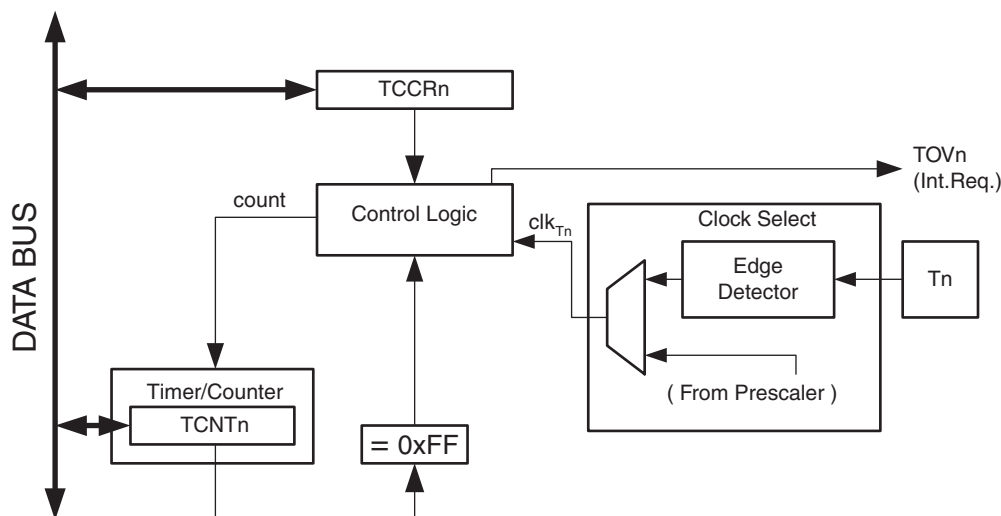 TCCRn
TOVn
(Int.Req.)
count
Control Logic
clkTn
Clock Select
Edge
Detector
Tn
DATA BUS
( From Prescaler )
Timer/Counter
TCNTn
= 0xFF